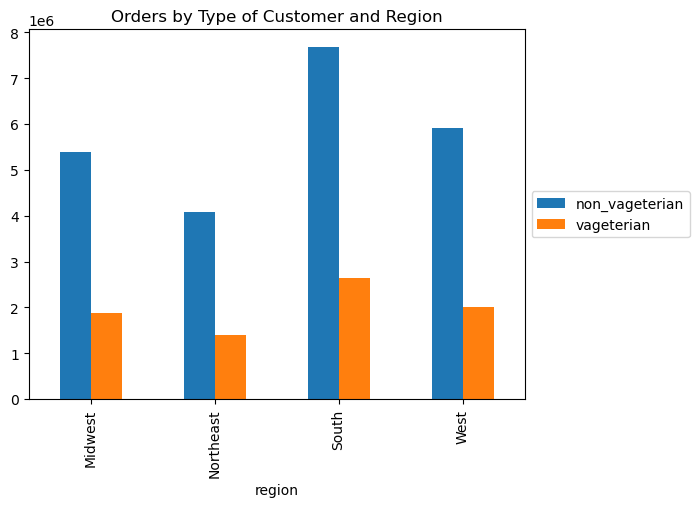 Orders by Type of Customer and Region
1e6
8
7
6
5
4
3
2
1
0
Midwest
Northeast
South
West
region
non_vageterian
vageterian